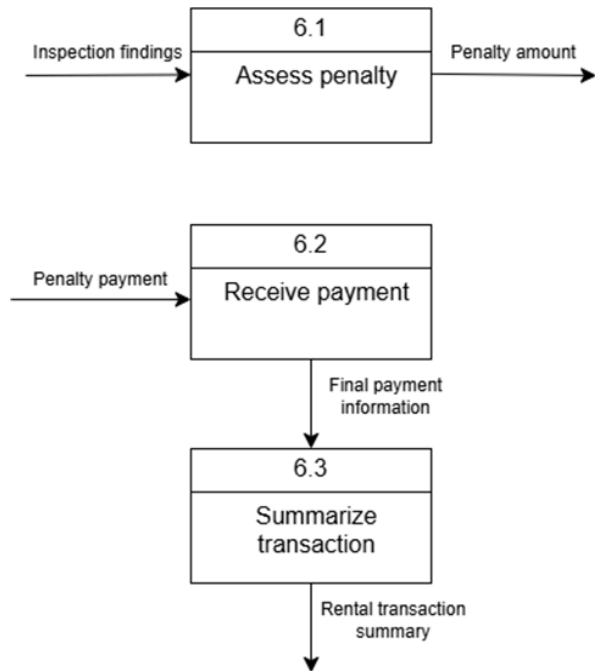 6.1
Inspection findings
Assess penalty
Penalty amount
6.2
Penalty payment
Receive payment
Final payment
information
6.3
Summarize
transaction
Rental transaction
summary